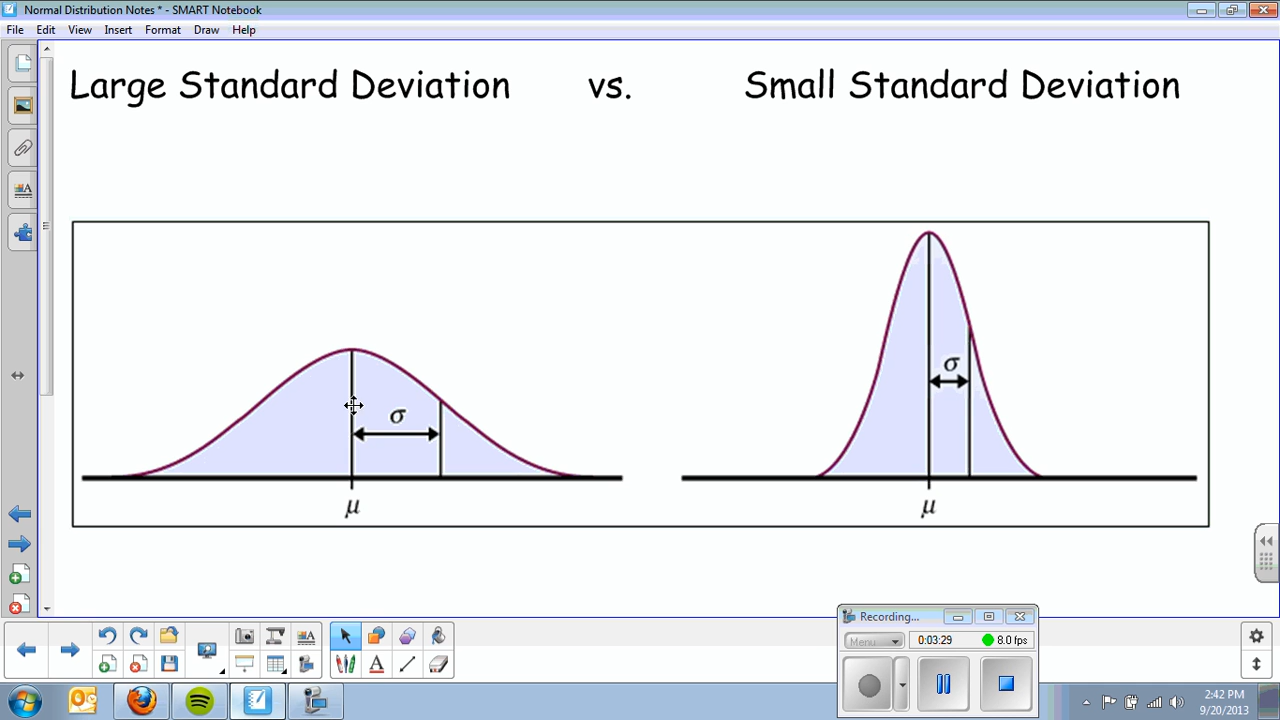 Normal Distribution Notes * - SMART Notebook
File Edit View Insert Format Draw Help
Large Standard Deviation vs. Small Standard Deviation
σ
σ
μ
μ
Recording...
Menu 0:03:29 8.0 fps
2:42 PM
9/20/2013